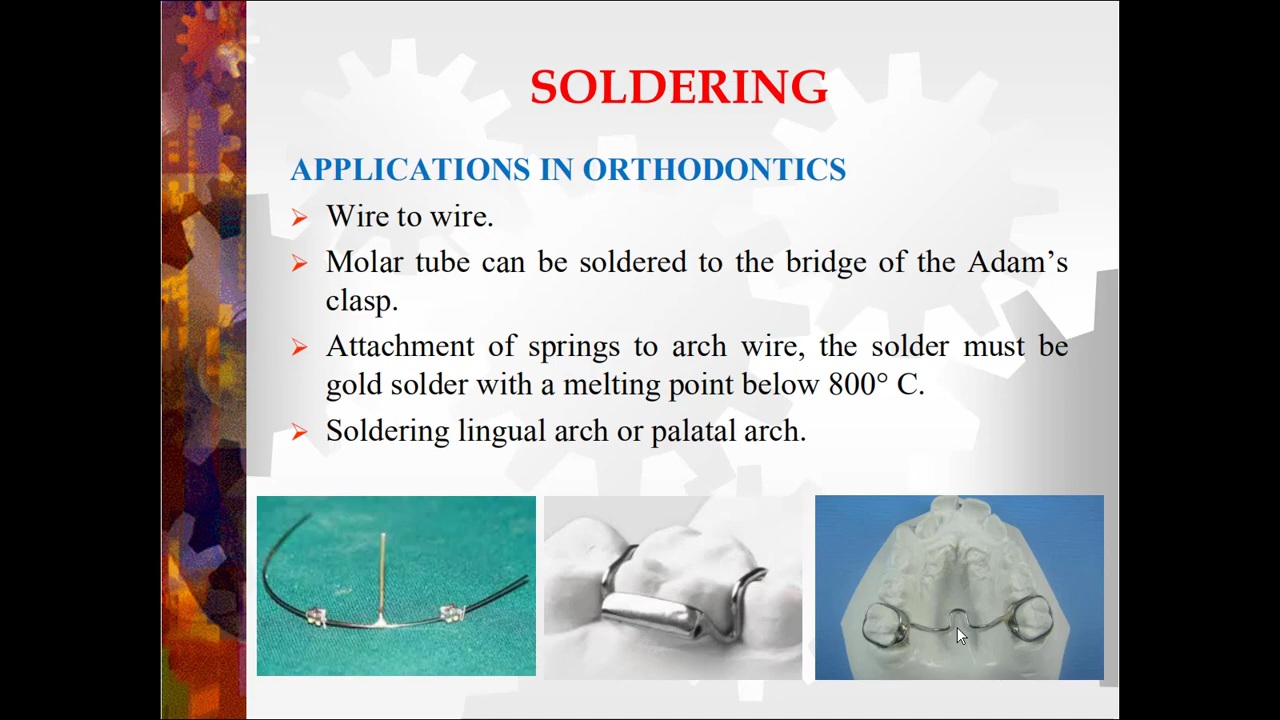 SOLDERING
APPLICATIONS IN ORTHODONTICS
Wire to wire.
Molar tube can be soldered to the bridge of the Adam’s
clasp.
Attachment of springs to arch wire, the solder must be
gold solder with a melting point below 800° C.
Soldering lingual arch or palatal arch.